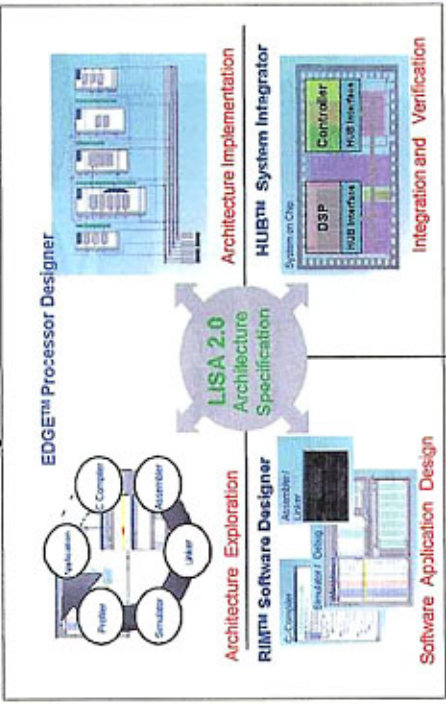 EDGE™ Processor Designer
Application
C-Compiler
Assembler
Linker
Simulator
Profiler
Architecture Exploration
Architecture Implementation
LISA 2.0
Architecture
Specification
RIM™ Software Designer
C-Compiler
Simulator / Debug.
Assembler /
Linker
Software Application Design
HUB™ System Integrator
System on Chip
DSP
HUB Interface
Controller
HUB Interface
Integration and Verification